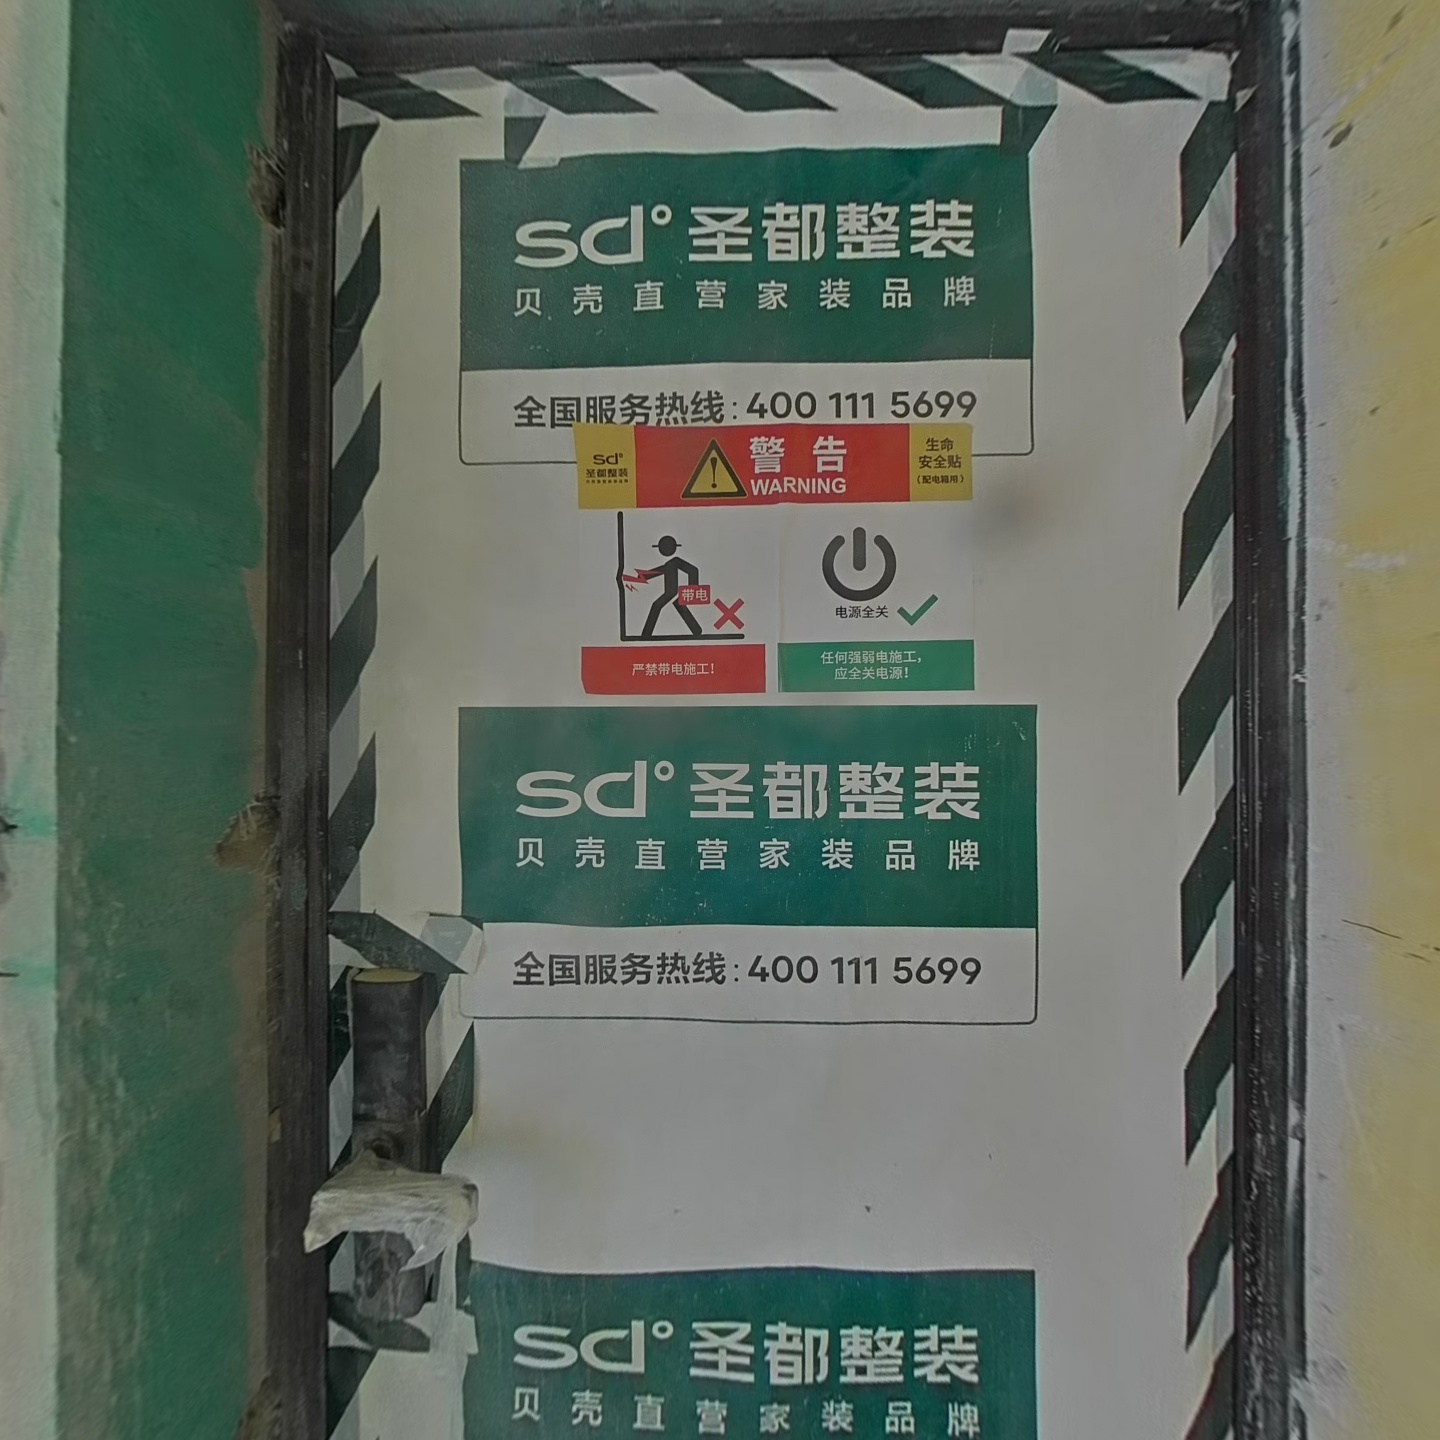 sd° 圣都整装
贝壳直营家装品牌
全国服务热线:400 111 5699
sd°
圣都整装
警告
WARNING
生命
安全贴
(配电箱用)
带电
严禁带电施工!
电源全关
任何强弱电施工,
应全关电源!
sd° 圣都整装
贝壳直营家装品牌
全国服务热线:400 111 5699
sd° 圣都整装
贝壳直营家装品牌